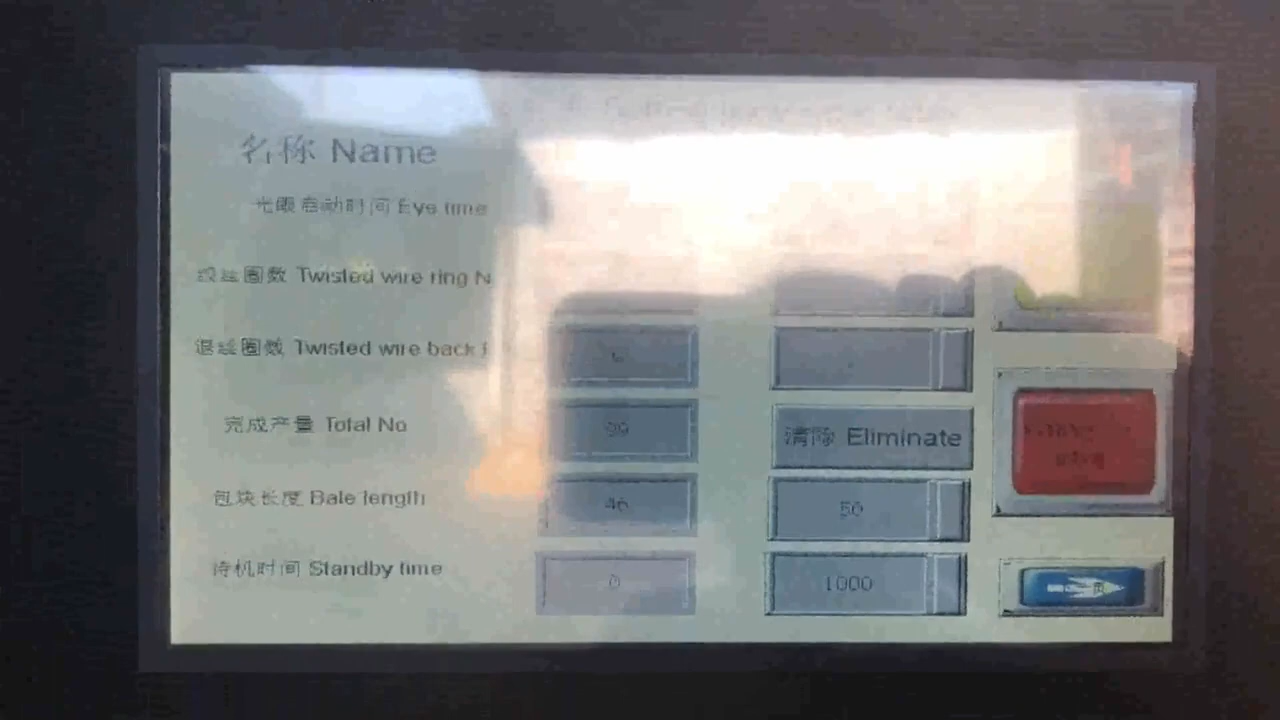 名称 Name
光眼启动时间 Eye time
绞丝圈数 Twisted wire ring N
退丝圈数 Twisted wire back
完成产量 Total No
99
清除 Eliminate
包块长度 Bale length
46
50
待机时间 Standby time
0
1000